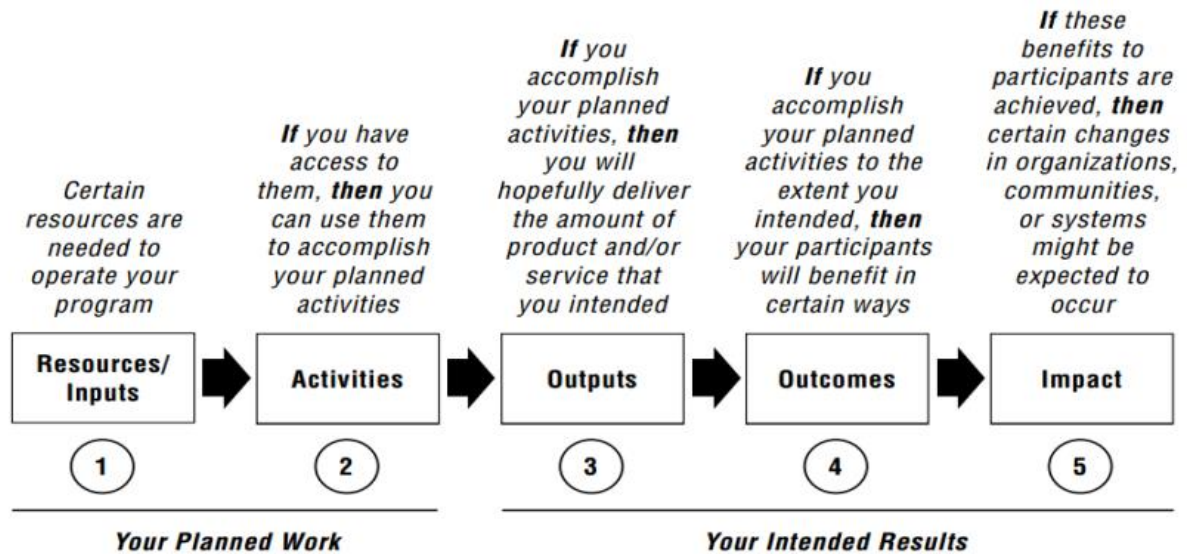 Certain
resources are
needed to
operate your
program
If you have
access to
them, then you
can use them
to accomplish
your planned
activities
If you
accomplish
your planned
activities, then
you will
hopefully deliver
the amount of
product and/or
service that
you intended
If you
accomplish
your planned
activities to the
extent you
intended, then
your participants
will benefit in
certain ways
If these
benefits to
participants are
achieved, then
certain changes
in organizations,
communities,
or systems
might be
expected to
occur
Resources/
Inputs
Activities
Outputs
Outcomes
Impact
1
2
3
4
5
Your Planned Work
Your Intended Results